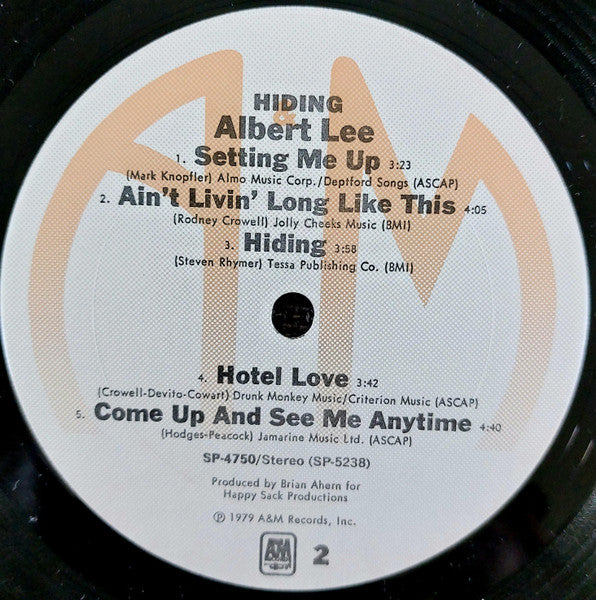 HIDING
Albert Lee
1. Setting Me Up 3:23
(Mark Knopfler) Almo Music Corp./Deptford Songs (ASCAP)
2. Ain't Livin' Long Like This 4:05
(Rodney Crowell) Jolly Cheeks Music (BMI)
3. Hiding 3:58
(Steven Rhymer) Tessa Publishing Co. (BMI)
4. Hotel Love 3:42
(Crowell-Devito-Cowart) Drunk Monkey Music/Criterion Music (ASCAP)
5. Come Up And See Me Anytime 4:40
(Hodges-Peacock) Jamarine Music Ltd. (ASCAP)
SP-4750/Stereo (SP-5238)
Produced by Brian Ahern for
Happy Sack Productions
℗ 1979 A&M Records, Inc.
A&M 2